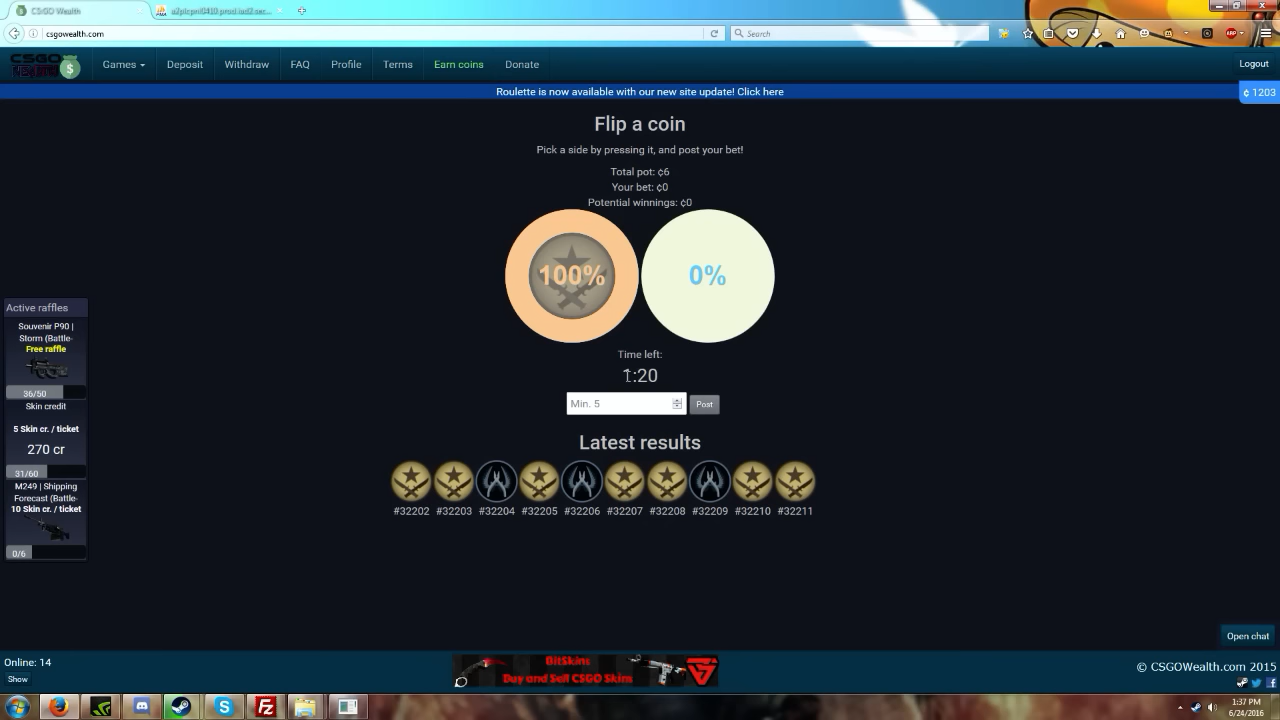 CS:GO Wealth
a2plcpnl0410.prod.iad2.sec...
csgowealth.com
Search
CSGO
$
Games
Deposit
Withdraw
FAQ
Profile
Terms
Earn coins
Donate
Logout
Roulette is now available with our new site update! Click here
¢ 1203
Flip a coin
Pick a side by pressing it, and post your bet!
Total pot: ¢6
Your bet: ¢0
Potential winnings: ¢0
100%
0%
Time left:
1:20
Min. 5
Post
Active raffles
Souvenir P90 |
Storm (Battle-
Free raffle
36/50
Skin credit
5 Skin cr. / ticket
270 cr
31/60
M249 | Shipping
Forecast (Battle-
10 Skin cr. / ticket
0/6
Latest results
#32202 #32203 #32204 #32205 #32206 #32207 #32208 #32209 #32210 #32211
Open chat
Online: 14
Show
BitSkins
Buy and Sell CSGO Skins
© CSGOWealth.com 2015
1:37 PM
6/24/2016